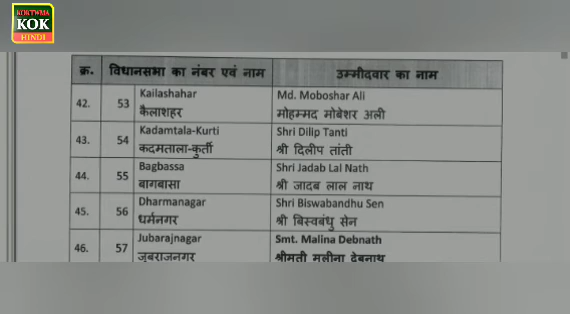 KOKTWMA
KOK
HINDI
क्र. विधानसभा का नंबर एवं नाम उम्मीदवार का नाम
42. 53 Kailashahar Md. Moboshar Ali
कैलाशहर मोहम्मद मोबेशर अली
43. 54 Kadamtala-Kurti Shri Dilip Tanti
कदमताला-कुर्ती श्री दिलीप तांती
44. 55 Bagbassa Shri Jadab Lal Nath
बागबासा श्री जादब लाल नाथ
45. 56 Dharmanagar Shri Biswabandhu Sen
धर्मनगर श्री बिस्वबंधु सेन
46. 57 Jubarajnagar Smt. Malina Debnath
जुबराजनगर श्रीमती मलीना देबनाथ